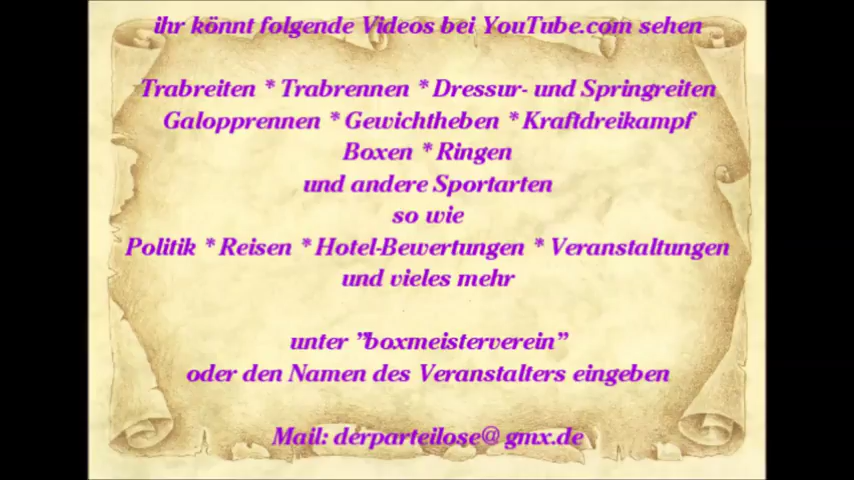 ihr könnt folgende Videos bei YouTube.com sehen
Trabreiten * Trabrennen * Dressur- und Springreiten
Galopprennen * Gewichtheben * Kraftdreikampf
Boxen * Ringen
und andere Sportarten
so wie
Politik * Reisen * Hotel-Bewertungen * Veranstaltungen
und vieles mehr
unter "boxmeisterverein"
oder den Namen des Veranstalters eingeben
Mail: derparteilose@gmx.de